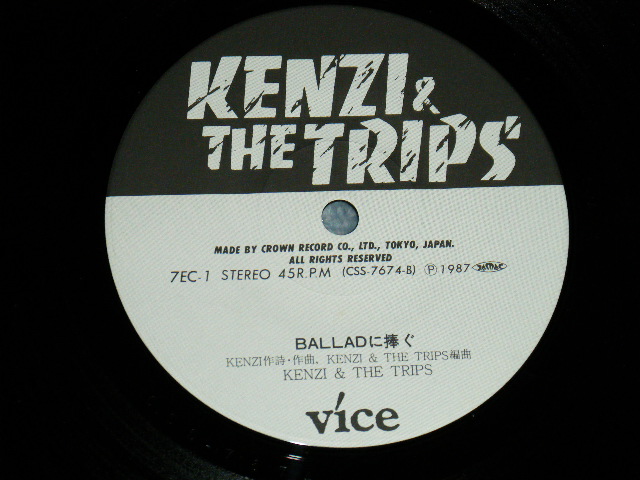 KENZI &
THE TRIPS
MADE BY CROWN RECORD CO., LTD., TOKYO, JAPAN.
ALL RIGHTS RESERVED
7EC-1 STEREO 45R.P.M (CSS-7674-B) Ⓟ1987
BALLADに捧ぐ
KENZI作詩・作曲, KENZI & THE TRIPS編曲
KENZI & THE TRIPS
vice